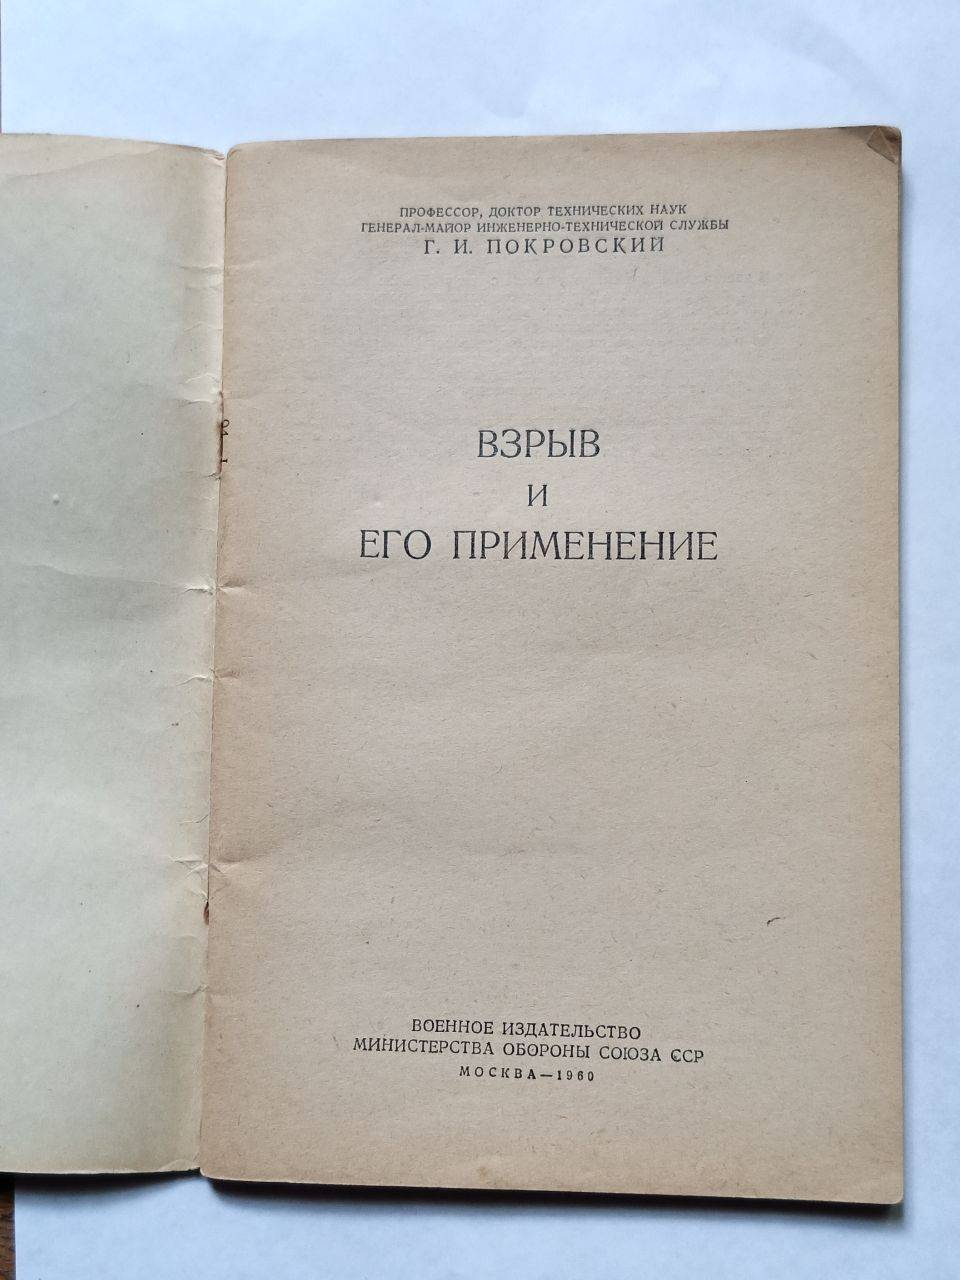 ПРОФЕССОР, ДОКТОР ТЕХНИЧЕСКИХ НАУК
ГЕНЕРАЛ-МАЙОР ИНЖЕНЕРНО-ТЕХНИЧЕСКОЙ СЛУЖБЫ
Г. И. ПОКРОВСКИЙ
ВЗРЫВ
И
ЕГО ПРИМЕНЕНИЕ
ВОЕННОЕ ИЗДАТЕЛЬСТВО
МИНИСТЕРСТВА ОБОРОНЫ СОЮЗА ССР
МОСКВА—1960